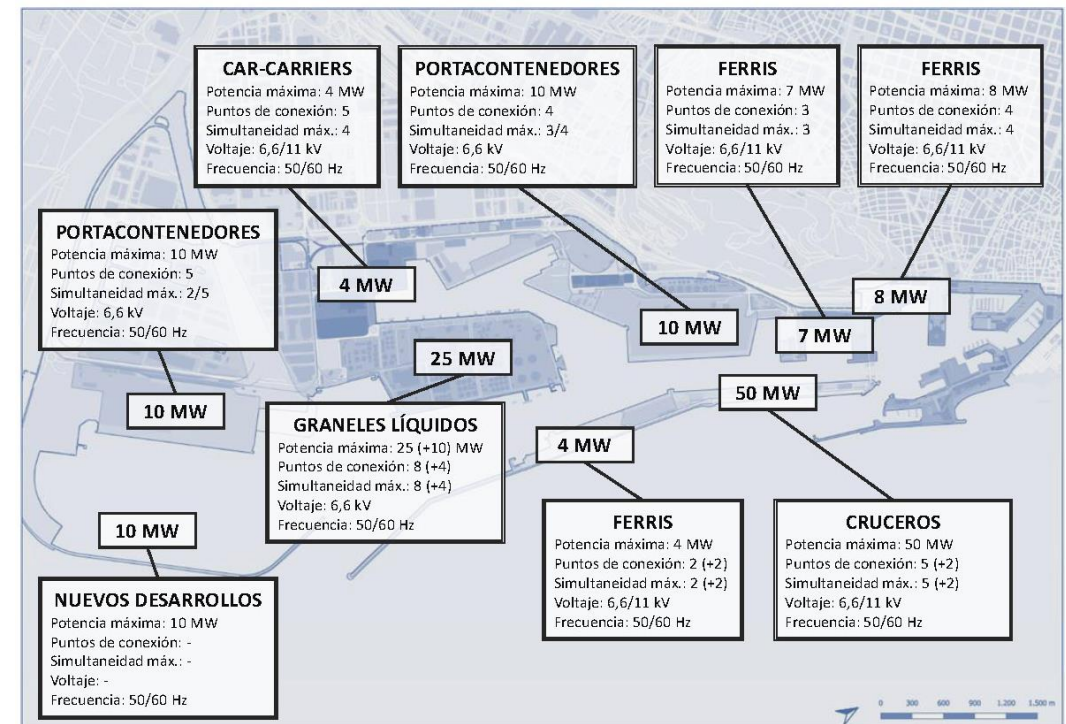 CAR-CARRIERS
Potencia máxima: 4 MW
Puntos de conexión: 5
Simultaneidad máx.: 4
Voltaje: 6,6/11 kV
Frecuencia: 50/60 Hz
PORTACONTENEDORES
Potencia máxima: 10 MW
Puntos de conexión: 4
Simultaneidad máx.: 3/4
Voltaje: 6,6 kV
Frecuencia: 50/60 Hz
FERRIS
Potencia máxima: 7 MW
Puntos de conexión: 3
Simultaneidad máx.: 3
Voltaje: 6,6/11 kV
Frecuencia: 50/60 Hz
FERRIS
Potencia máxima: 8 MW
Puntos de conexión: 4
Simultaneidad máx.: 4
Voltaje: 6,6/11 kV
Frecuencia: 50/60 Hz
PORTACONTENEDORES
Potencia máxima: 10 MW
Puntos de conexión: 5
Simultaneidad máx.: 2/5
Voltaje: 6,6 kV
Frecuencia: 50/60 Hz
4 MW
8 MW
10 MW
7 MW
25 MW
50 MW
10 MW
GRANELES LÍQUIDOS
Potencia máxima: 25 (+10) MW
Puntos de conexión: 8 (+4)
Simultaneidad máx.: 8 (+4)
Voltaje: 6,6 kV
Frecuencia: 50/60 Hz
4 MW
FERRIS
Potencia máxima: 4 MW
Puntos de conexión: 2 (+2)
Simultaneidad máx.: 2 (+2)
Voltaje: 6,6/11 kV
Frecuencia: 50/60 Hz
CRUCEROS
Potencia máxima: 50 MW
Puntos de conexión: 5 (+2)
Simultaneidad máx.: 5 (+2)
Voltaje: 6,6/11 kV
Frecuencia: 50/60 Hz
10 MW
NUEVOS DESARROLLOS
Potencia máxima: 10 MW
Puntos de conexión: -
Simultaneidad máx.: -
Voltaje: -
Frecuencia: 50/60 Hz
0 300 600 900 1.200 1.500 m